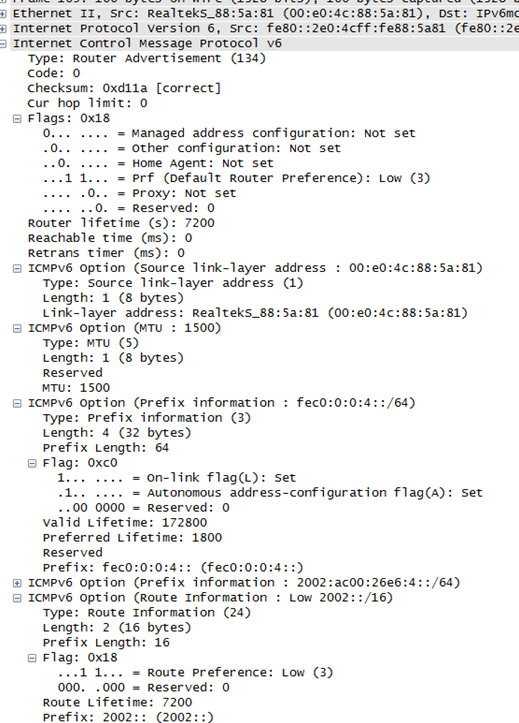 Ethernet II, Src: RealtekS_88:5a:81 (00:e0:4c:88:5a:81), Dst: IPv6mc
Internet Protocol Version 6, Src: fe80::2e0:4cff:fe88:5a81 (fe80::2e
Internet Control Message Protocol v6
Type: Router Advertisement (134)
Code: 0
Checksum: 0xd11a [correct]
Cur hop limit: 0
Flags: 0x18
0... .... = Managed address configuration: Not set
.0.. .... = Other configuration: Not set
..0. .... = Home Agent: Not set
...1 1... = Prf (Default Router Preference): Low (3)
.... .0.. = Proxy: Not set
.... ..0. = Reserved: 0
Router lifetime (s): 7200
Reachable time (ms): 0
Retrans timer (ms): 0
ICMPv6 Option (Source link-layer address : 00:e0:4c:88:5a:81)
Type: Source link-layer address (1)
Length: 1 (8 bytes)
Link-layer address: RealtekS_88:5a:81 (00:e0:4c:88:5a:81)
ICMPv6 Option (MTU : 1500)
Type: MTU (5)
Length: 1 (8 bytes)
Reserved
MTU: 1500
ICMPv6 Option (Prefix information : fec0:0:0:4::/64)
Type: Prefix information (3)
Length: 4 (32 bytes)
Prefix Length: 64
Flag: 0xc0
1... .... = On-link flag(L): Set
.1.. .... = Autonomous address-configuration flag(A): Set
..00 0000 = Reserved: 0
Valid Lifetime: 172800
Preferred Lifetime: 1800
Reserved
Prefix: fec0:0:0:4:: (fec0:0:0:4::)
ICMPv6 Option (Prefix information : 2002:ac00:26e6:4::/64)
ICMPv6 Option (Route Information : Low 2002::/16)
Type: Route Information (24)
Length: 2 (16 bytes)
Prefix Length: 16
Flag: 0x18
...1 1... = Route Preference: Low (3)
000. .000 = Reserved: 0
Route Lifetime: 7200
Prefix: 2002:: (2002::)